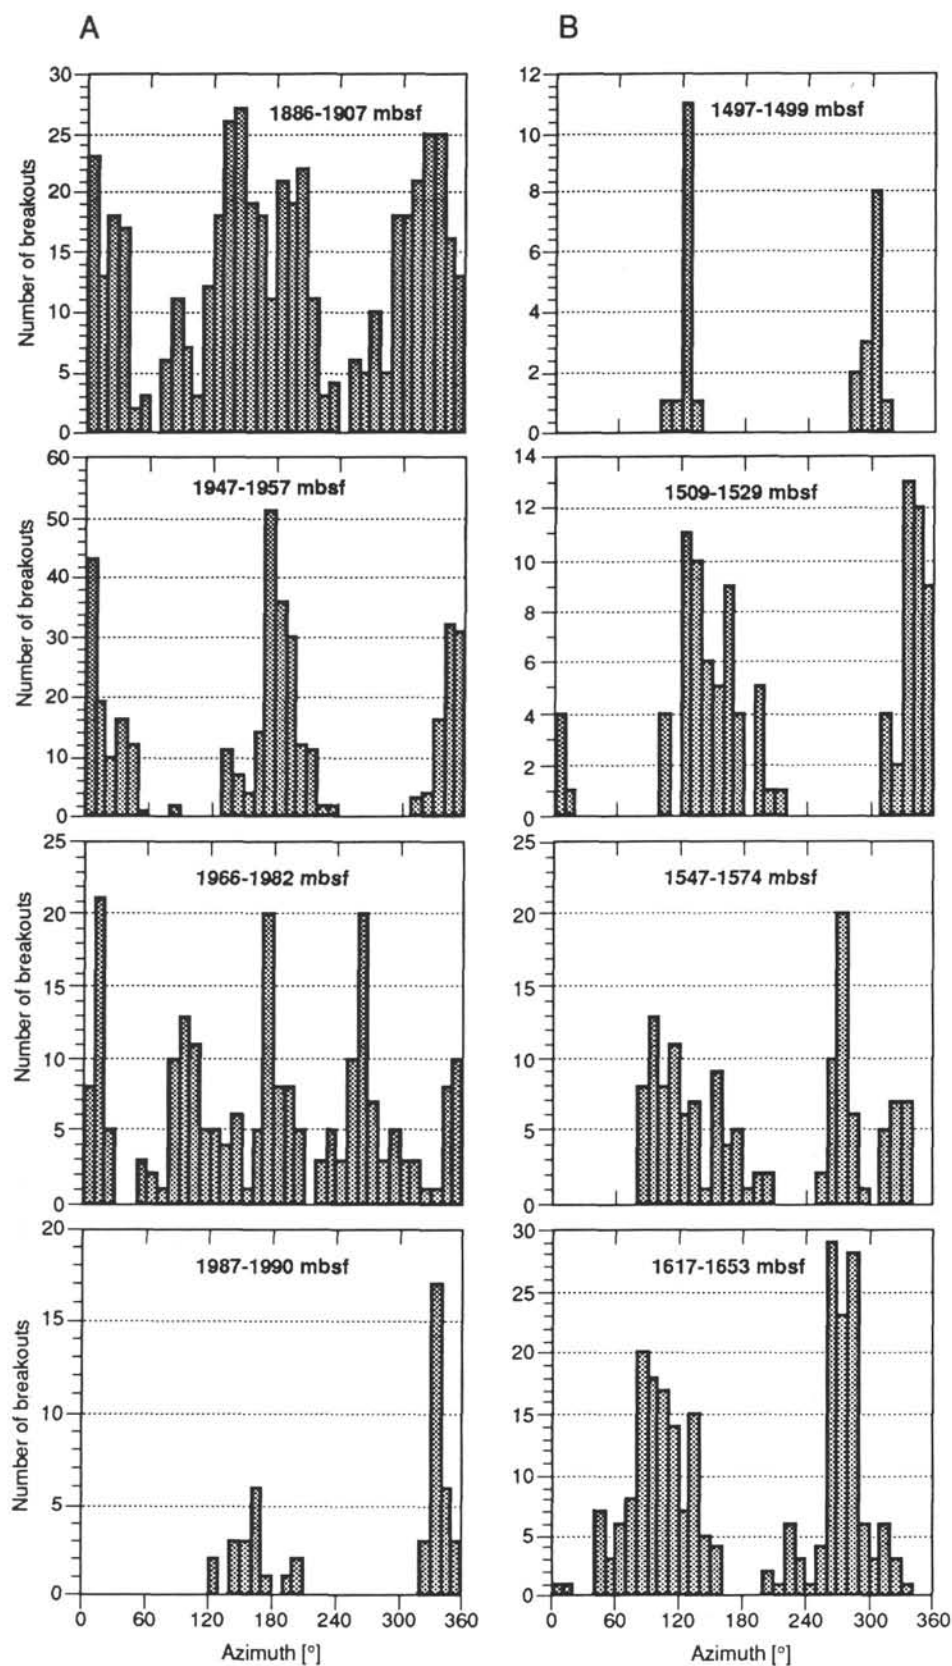 A
B
30
25
20
15
10
5
0
Number of breakouts
1886-1907 mbsf
12
10
8
6
4
2
0
1497-1499 mbsf
60
50
40
30
20
10
0
Number of breakouts
1947-1957 mbsf
14
12
10
8
6
4
2
0
1509-1529 mbsf
25
20
15
10
5
0
Number of breakouts
1966-1982 mbsf
25
20
15
10
5
0
1547-1574 mbsf
20
15
10
5
0
Number of breakouts
1987-1990 mbsf
0 60 120 180 240 300 360
Azimuth [º]
30
25
20
15
10
5
0
1617-1653 mbsf
0 60 120 180 240 300 360
Azimuth [º]